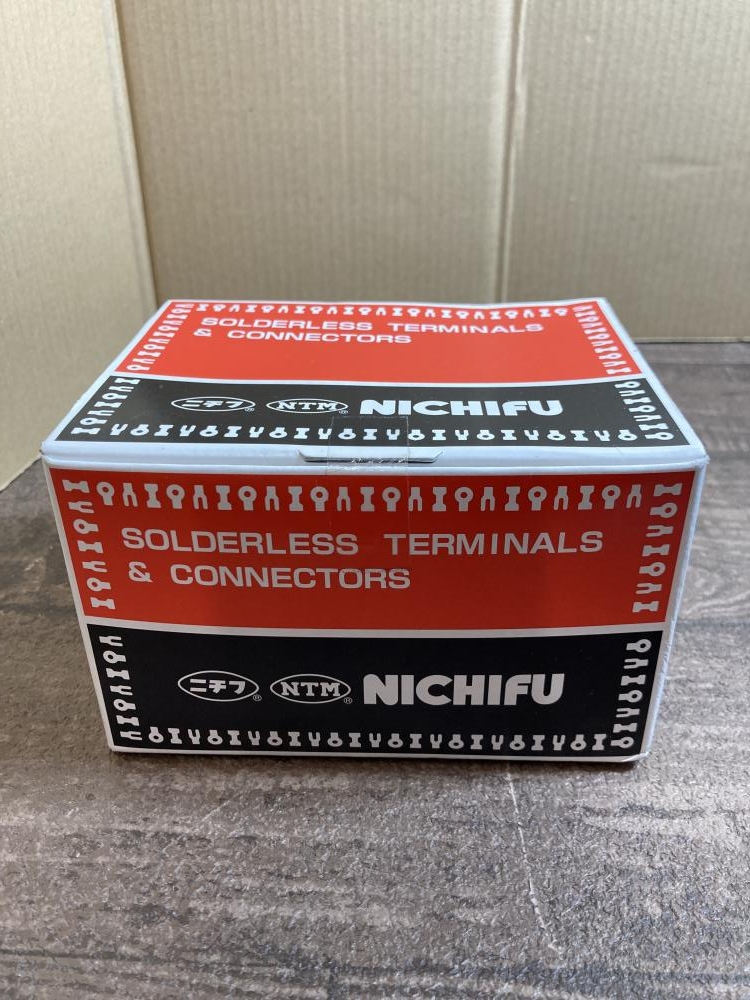 SOLDERLESS TERMINALS
& CONNECTORS
ニチフ® NTM® NICHIFU
SOLDERLESS TERMINALS
& CONNECTORS
ニチフ® NTM® NICHIFU